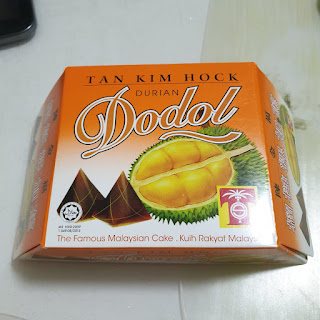 TAN KIM HOCK
DURIAN
Dodol
The Famous Malaysian Cake . Kuih Rakyat Malays